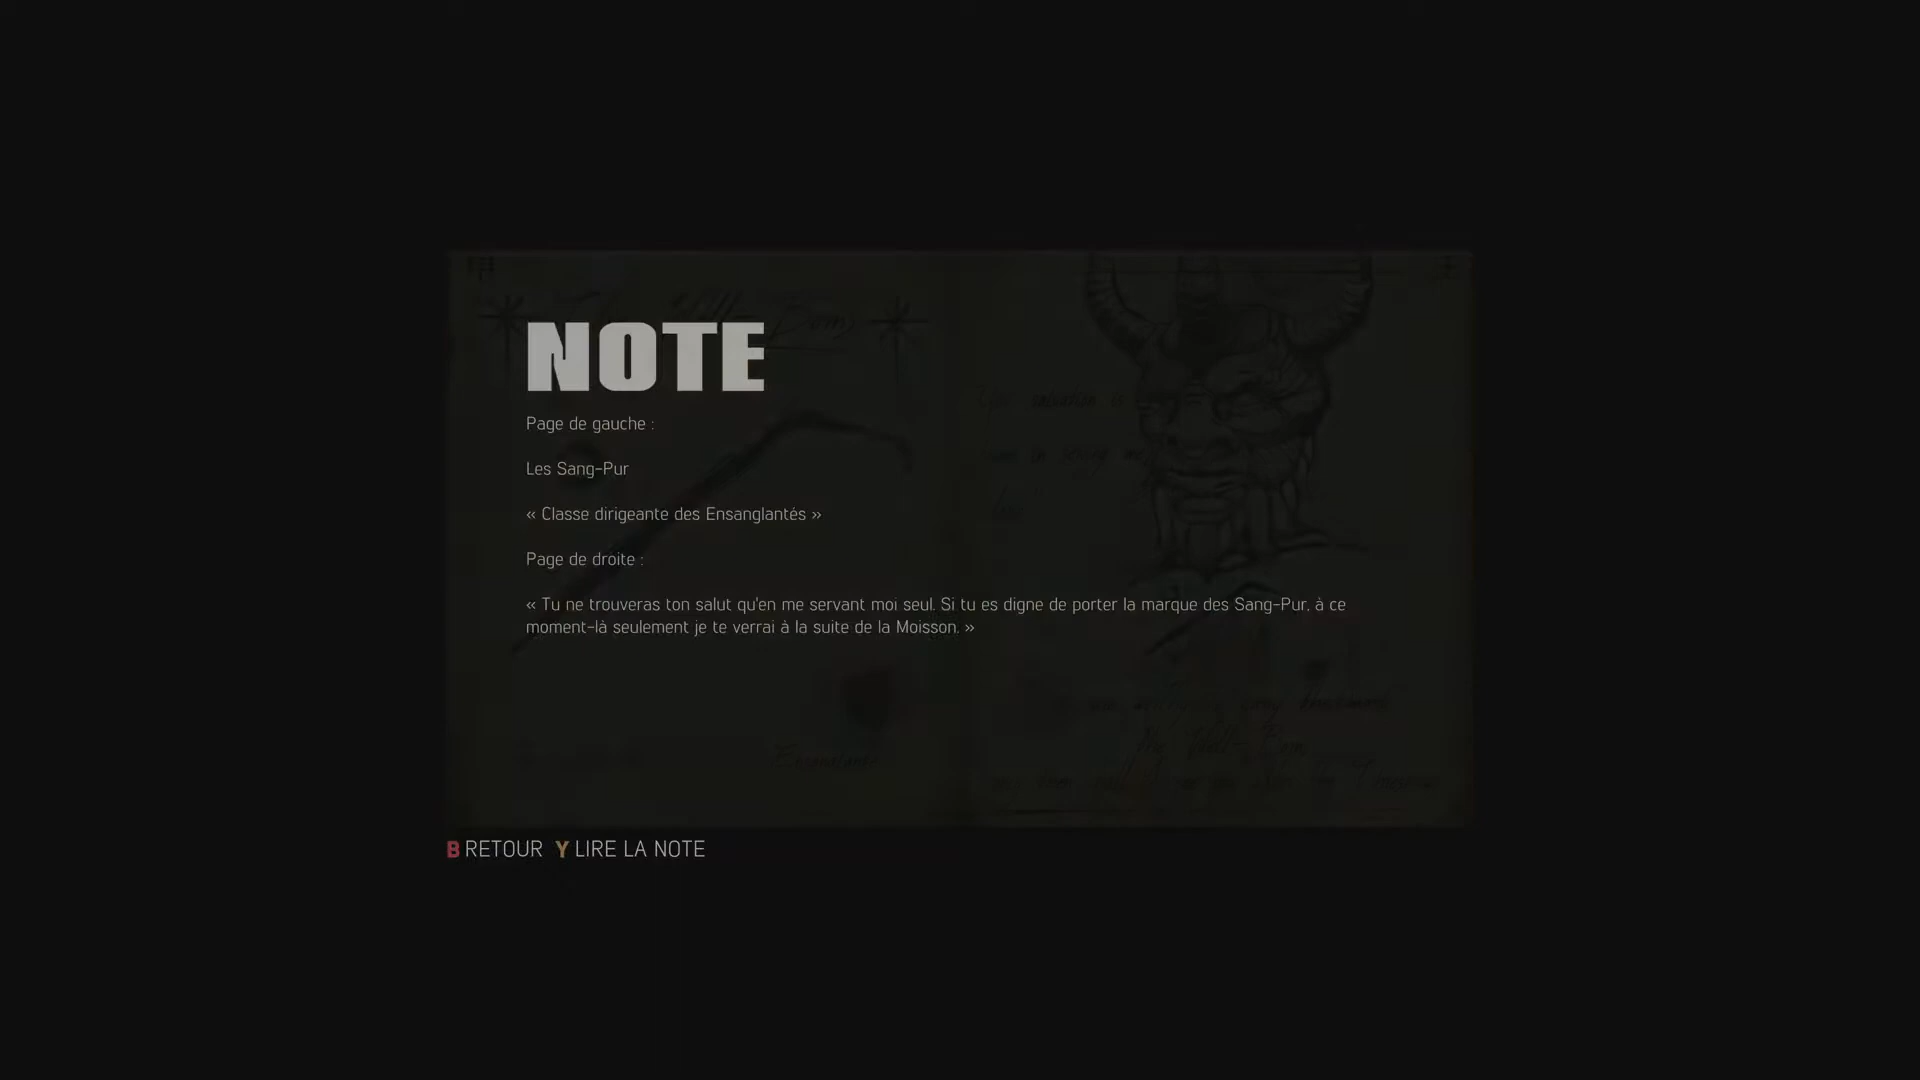 NOTE
Page de gauche :
Les Sang-Pur
« Classe dirigeante des Ensanglantés »
Page de droite :
« Tu ne trouveras ton salut qu'en me servant moi seul. Si tu es digne de porter la marque des Sang-Pur, à ce
moment-là seulement je te verrai à la suite de la Moisson. »
B RETOUR Y LIRE LA NOTE